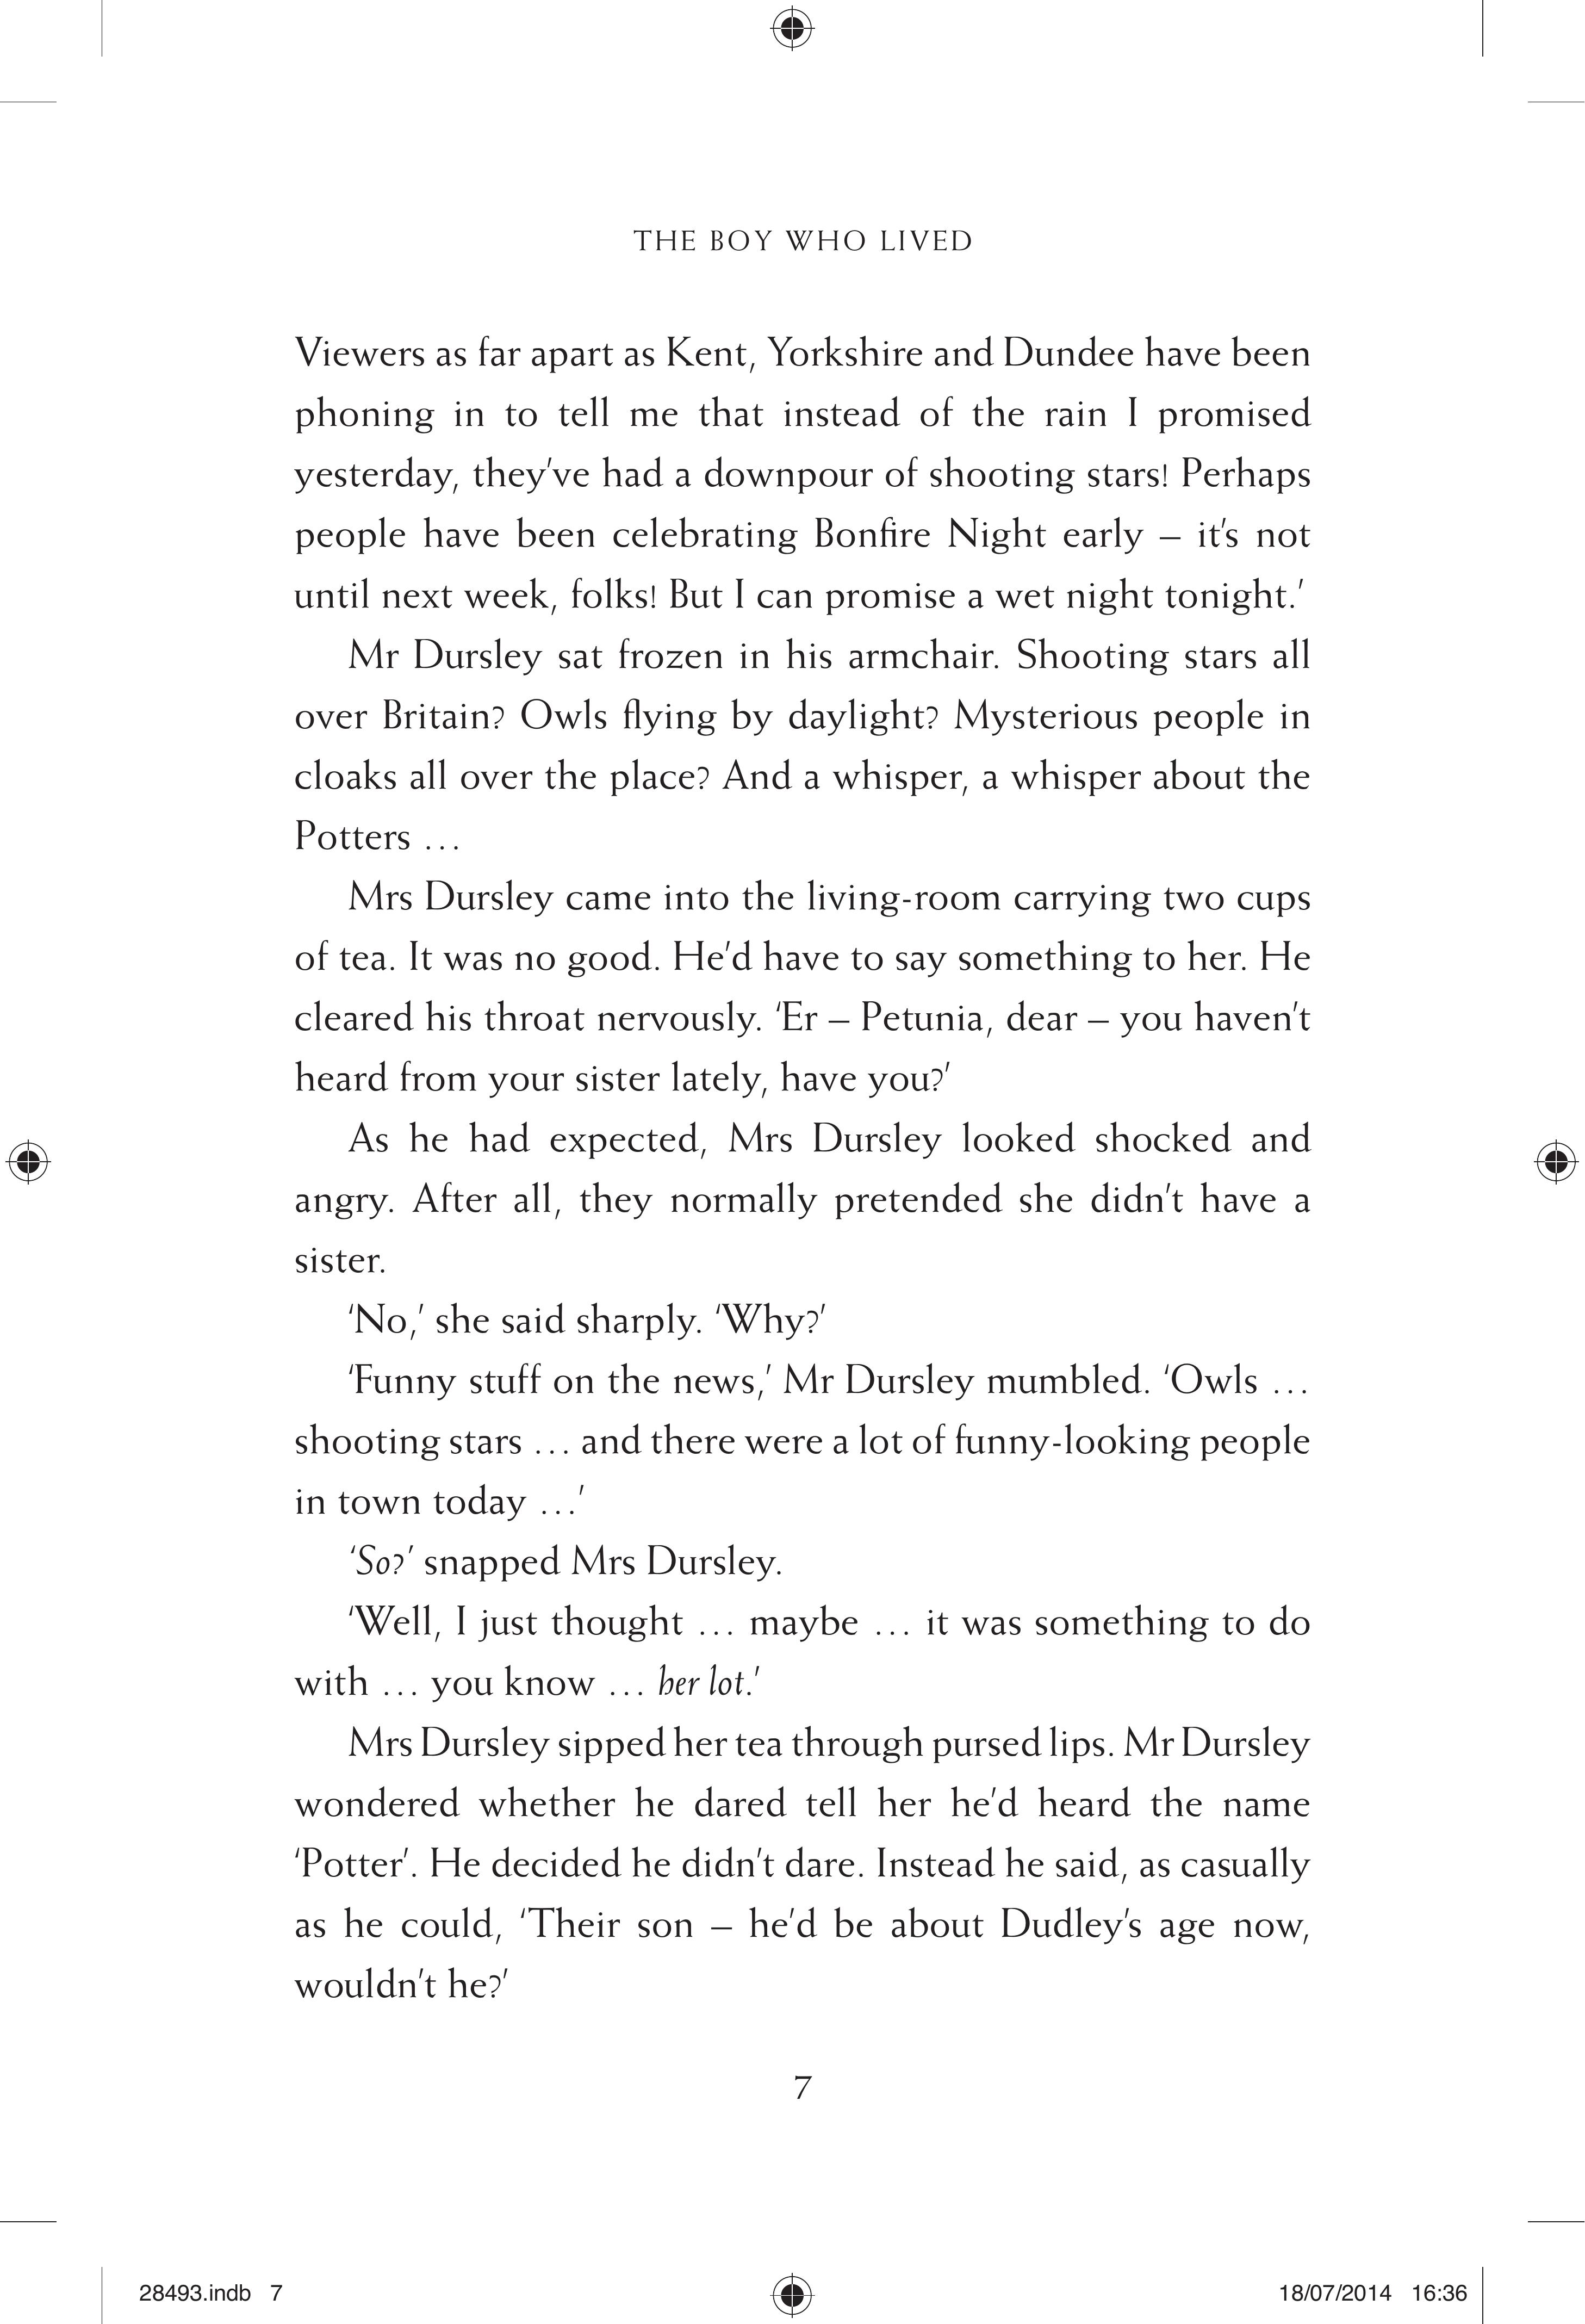 THE BOY WHO LIVED
Viewers as far apart as Kent, Yorkshire and Dundee have been
phoning in to tell me that instead of the rain I promised
yesterday, they’ve had a downpour of shooting stars! Perhaps
people have been celebrating Bonfire Night early – it’s not
until next week, folks! But I can promise a wet night tonight.’
Mr Dursley sat frozen in his armchair. Shooting stars all
over Britain? Owls flying by daylight? Mysterious people in
cloaks all over the place? And a whisper, a whisper about the
Potters …
Mrs Dursley came into the living-room carrying two cups
of tea. It was no good. He’d have to say something to her. He
cleared his throat nervously. ‘Er – Petunia, dear – you haven’t
heard from your sister lately, have you?’
As he had expected, Mrs Dursley looked shocked and
angry. After all, they normally pretended she didn’t have a
sister.
‘No,’ she said sharply. ‘Why?’
‘Funny stuff on the news,’ Mr Dursley mumbled. ‘Owls …
shooting stars … and there were a lot of funny-looking people
in town today …’
‘So?’ snapped Mrs Dursley.
‘Well, I just thought … maybe … it was something to do
with … you know … her lot.’
Mrs Dursley sipped her tea through pursed lips. Mr Dursley
wondered whether he dared tell her he’d heard the name
‘Potter’. He decided he didn’t dare. Instead he said, as casually
as he could, ‘Their son – he’d be about Dudley’s age now,
wouldn’t he?’
7
28493.indb 7 18/07/2014 16:36